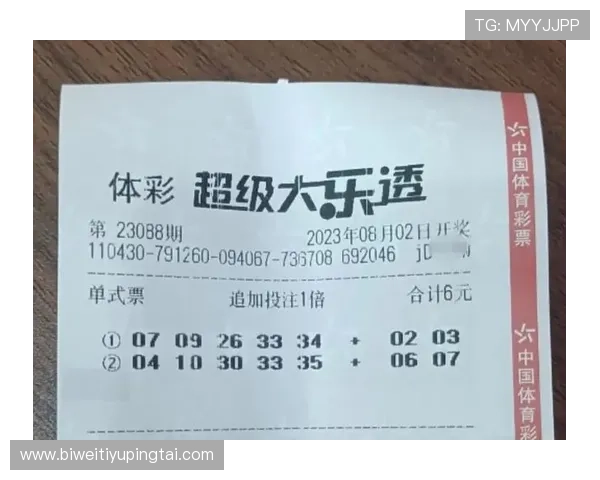 TG: MYYJJPP
体彩 超级大乐透
第 23088期 2023年08月02日开奖
110430-791260-094067-736708 692046
单式票 追加投注1倍 合计6元
① 07 09 26 33 34 + 02 03
② 04 10 30 33 35 + 06 07
中国体育彩票
中国体育彩
www.biweitiyupingtai.com/